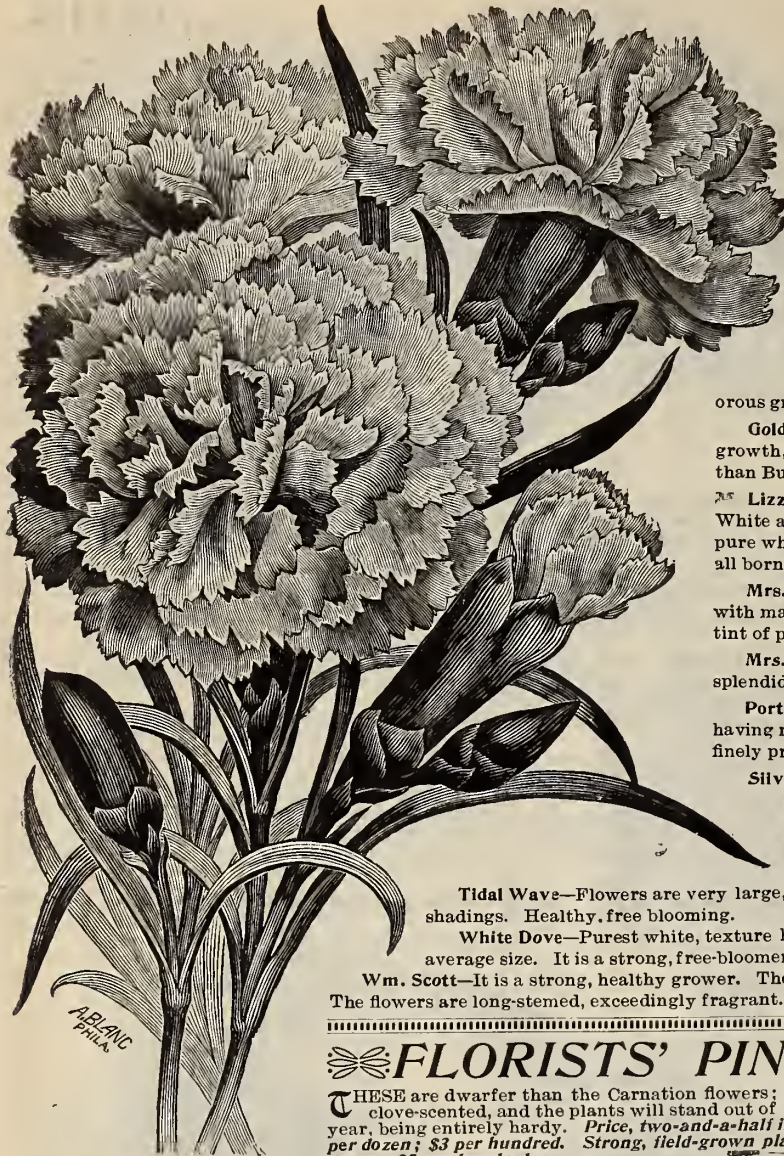 orous gr
Gold
growth,
than Bu
Lizz
White a
pure wh
all born
Mrs.
with ma
tint of p
Mrs.
splendid
Port
having
finely pr
Silv
Tidal Wave—Flowers are very large,
shadings. Healthy, free blooming.
White Dove—Purest white, texture
average size. It is a strong, free-bloomer
Wm. Scott—It is a strong, healthy grower. The
The flowers are long-stemmed, exceedingly fragrant.
A.BLANC
PHILA.
FLORISTS' PIN
THESE are dwarfer than the Carnation flowers;
clove-scented, and the plants will stand out of
year, being entirely hardy. Price, two-and-a-half i
per dozen; $3 per hundred. Strong, field-grown pla